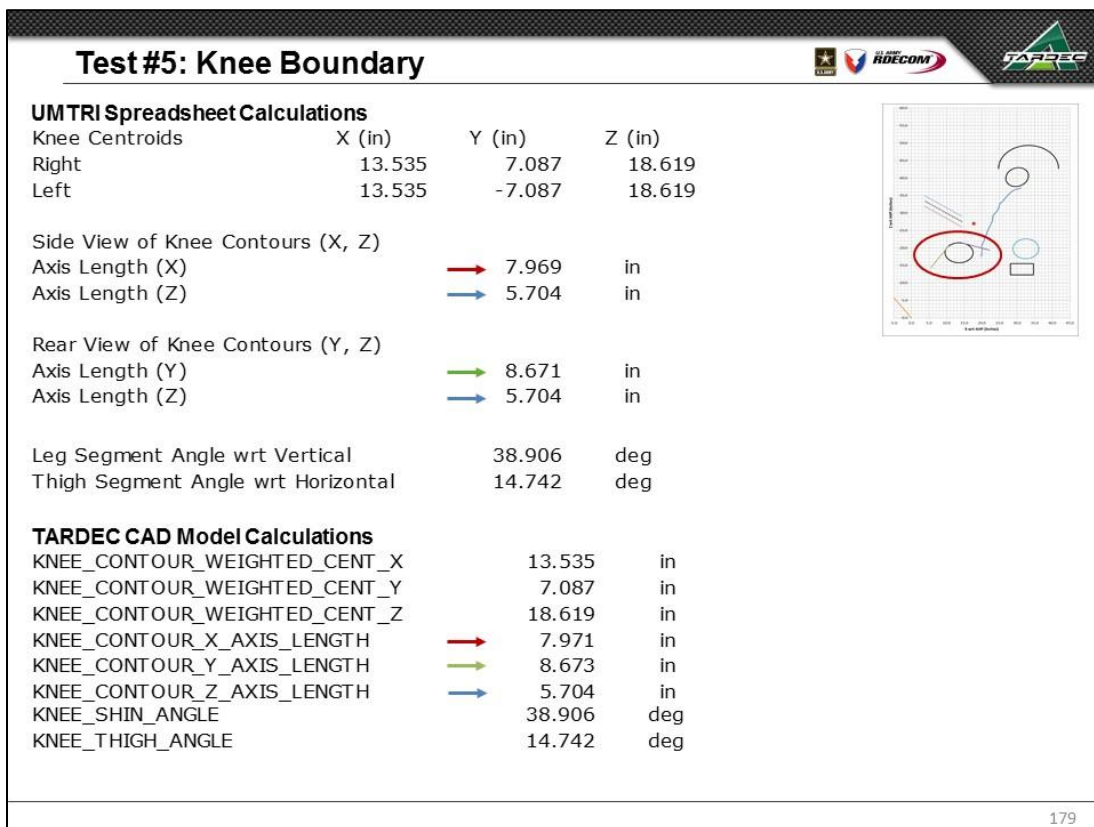 Test #5: Knee Boundary
U.S. ARMY
RDECOM
TARDEC
UMTRI Spreadsheet Calculations
Knee Centroids X (in) Y (in) Z (in)
Right 13.535 7.087 18.619
Left 13.535 -7.087 18.619
Side View of Knee Contours (X, Z)
Axis Length (X) 7.969 in
Axis Length (Z) 5.704 in
Rear View of Knee Contours (Y, Z)
Axis Length (Y) 8.671 in
Axis Length (Z) 5.704 in
Leg Segment Angle wrt Vertical 38.906 deg
Thigh Segment Angle wrt Horizontal 14.742 deg
TARDEC CAD Model Calculations
KNEE_CONTOUR_WEIGHTED_CENT_X 13.535 in
KNEE_CONTOUR_WEIGHTED_CENT_Y 7.087 in
KNEE_CONTOUR_WEIGHTED_CENT_Z 18.619 in
KNEE_CONTOUR_X_AXIS_LENGTH 7.971 in
KNEE_CONTOUR_Y_AXIS_LENGTH 8.673 in
KNEE_CONTOUR_Z_AXIS_LENGTH 5.704 in
KNEE_SHIN_ANGLE 38.906 deg
KNEE_THIGH_ANGLE 14.742 deg
179